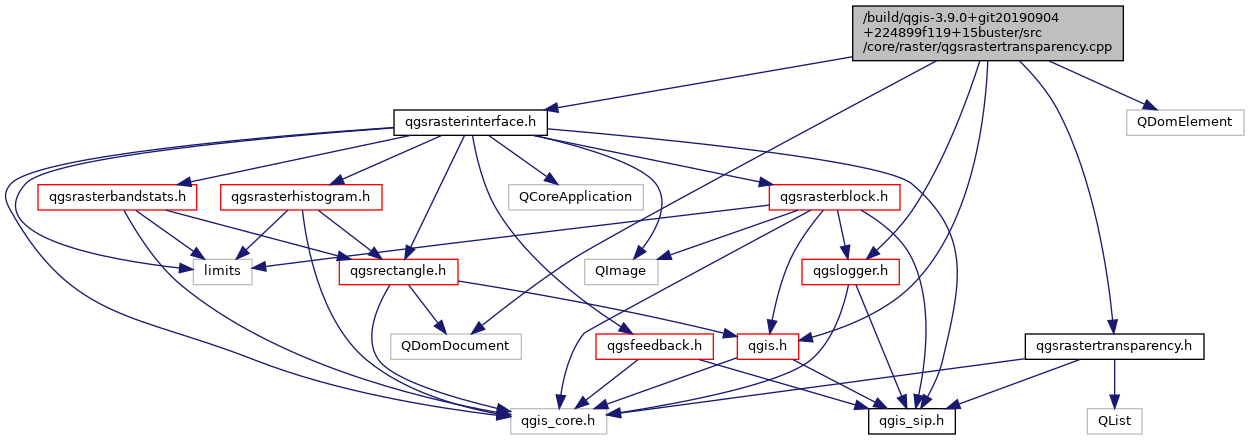 /build/qgis-3.9.0+git20190904
+224899f119+15buster/src
/core/raster/qgsrastertransparency.cpp
qgsrasterinterface.h
QDomElement
qgsrasterbandstats.h
qgsrasterhistogram.h
QCoreApplication
qgsrasterblock.h
limits
qgsrectangle.h
QImage
qgslogger.h
QDomDocument
qgsfeedback.h
qgis.h
qgsrastertransparency.h
qgis_core.h
qgis_sip.h
QList